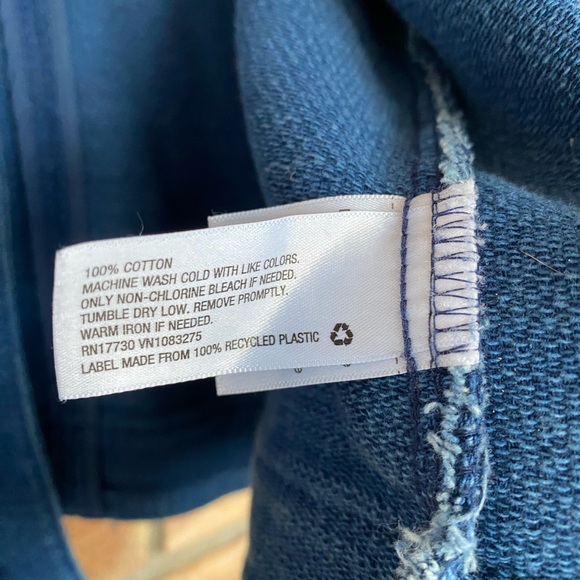 100% COTTON
MACHINE WASH COLD WITH LIKE COLORS.
ONLY NON-CHLORINE BLEACH IF NEEDED.
TUMBLE DRY LOW. REMOVE PROMPTLY.
WARM IRON IF NEEDED.
RN17730 VN1083275
LABEL MADE FROM 100% RECYCLED PLASTIC